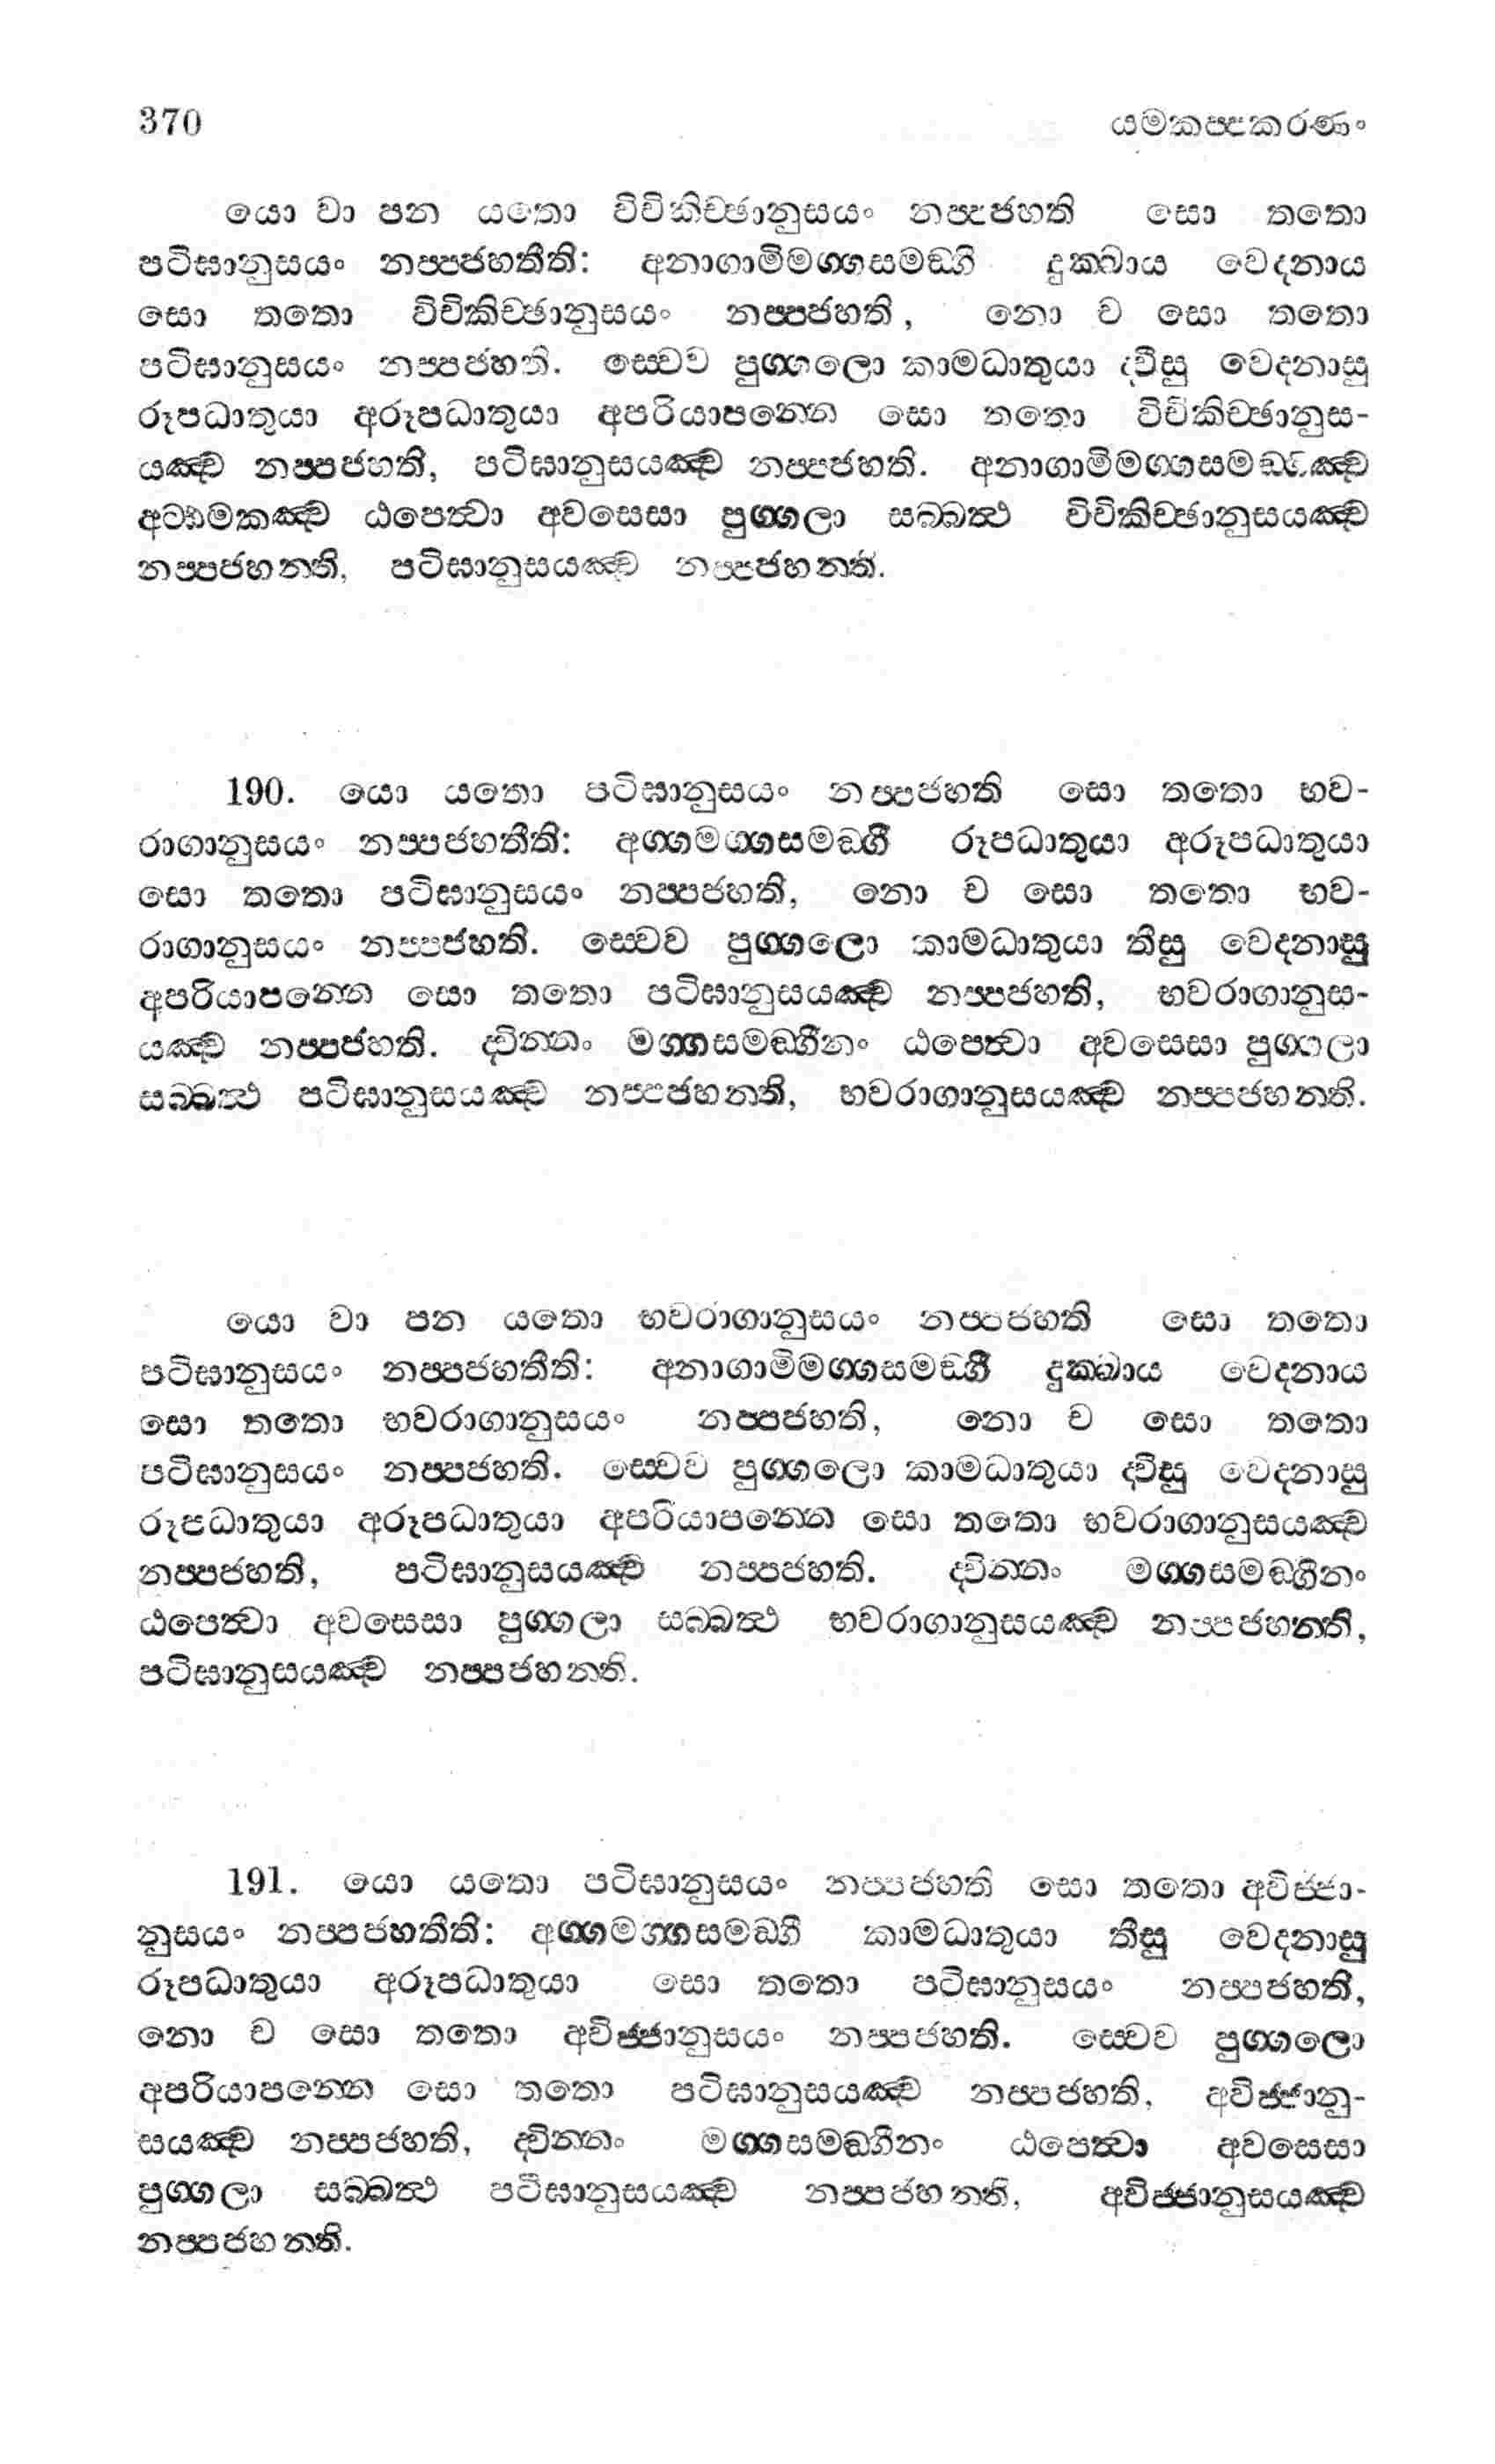 370 යමකප්පකරණං
යො වා පන යතො විචිකිච්ඡානුසයං නප්පජහති සො තතො
පටිඝානුසයං නප්පජහතීති: අනාගාමිමග්ගසමඞ්ගී දුක්ඛාය වෙදනාය
සො තතො විචිකිච්ඡානුසයං නප්පජහති, නො ච සො තතො
පටිඝානුසයං නප්පජහති. ස්වෙව පුග්ගලො කාමධාතුයා ද්වීසු වෙදනාසු
රූපධාතුයා අරූපධාතුයා අපරියාපන්නෙ සො තතො විචිකිච්ඡානුස-
යඤ්ච නප්පජහති, පටිඝානුසයඤ්ච නප්පජහති. අනාගාමිමග්ගසමඞ්ගිඤ්ච
අට්ඨමකඤ්ච ඨපෙත්වා අවසෙසා පුග්ගලා සබ්බත්ථ විචිකිච්ඡානුසයඤ්ච
නප්පජහන්ති, පටිඝානුසයඤ්ච නප්පජහන්ති.
190. යො යතො පටිඝානුසයං නප්පජහති සො තතො භව-
රාගානුසයං නප්පජහතීති: අග්ගමග්ගසමඞ්ගී රූපධාතුයා අරූපධාතුයා
සො තතො පටිඝානුසයං නප්පජහති, නො ච සො තතො භව-
රාගානුසයං නප්පජහති. ස්වෙව පුග්ගලො කාමධාතුයා තීසු වෙදනාසු
අපරියාපන්නෙ සො තතො පටිඝානුසයඤ්ච නප්පජහති, භවරාගානුස-
යඤ්ච නප්පජහති. ද්වින්නං මග්ගසමඞ්ගීනං ඨපෙත්වා අවසෙසා පුග්ගලා
සබ්බත්ථ පටිඝානුසයඤ්ච නප්පජහන්ති, භවරාගානුසයඤ්ච නප්පජහන්ති.
යො වා පන යතො භවරාගානුසයං නප්පජහති සො තතො
පටිඝානුසයං නප්පජහතීති: අනාගාමිමග්ගසමඞ්ගී දුක්ඛාය වෙදනාය
සො තතො භවරාගානුසයං නප්පජහති, නො ච සො තතො
පටිඝානුසයං නප්පජහති. ස්වෙව පුග්ගලො කාමධාතුයා ද්වීසු වෙදනාසු
රූපධාතුයා අරූපධාතුයා අපරියාපන්නෙ සො තතො භවරාගානුසයඤ්ච
නප්පජහති, පටිඝානුසයඤ්ච නප්පජහති. ද්වින්නං මග්ගසමඞ්ගීනං
ඨපෙත්වා අවසෙසා පුග්ගලා සබ්බත්ථ භවරාගානුසයඤ්ච නප්පජහන්ති,
පටිඝානුසයඤ්ච නප්පජහන්ති.
191. යො යතො පටිඝානුසයං නප්පජහති සො තතො අවිජ්ජා-
නුසයං නප්පජහතීති: අග්ගමග්ගසමඞ්ගී කාමධාතුයා තීසු වෙදනාසු
රූපධාතුයා අරූපධාතුයා සො තතො පටිඝානුසයං නප්පජහති,
නො ච සො තතො අවිජ්ජානුසයං නප්පජහති. ස්වෙව පුග්ගලො
අපරියාපන්නෙ සො තතො පටිඝානුසයඤ්ච නප්පජහති, අවිජ්ජානු-
සයඤ්ච නප්පජහති, ද්වින්නං මග්ගසමඞ්ගීනං ඨපෙත්වා අවසෙසා
පුග්ගලා සබ්බත්ථ පටිඝානුසයඤ්ච නප්පජහන්ති, අවිජ්ජානුසයඤ්ච
නප්පජහන්ති.